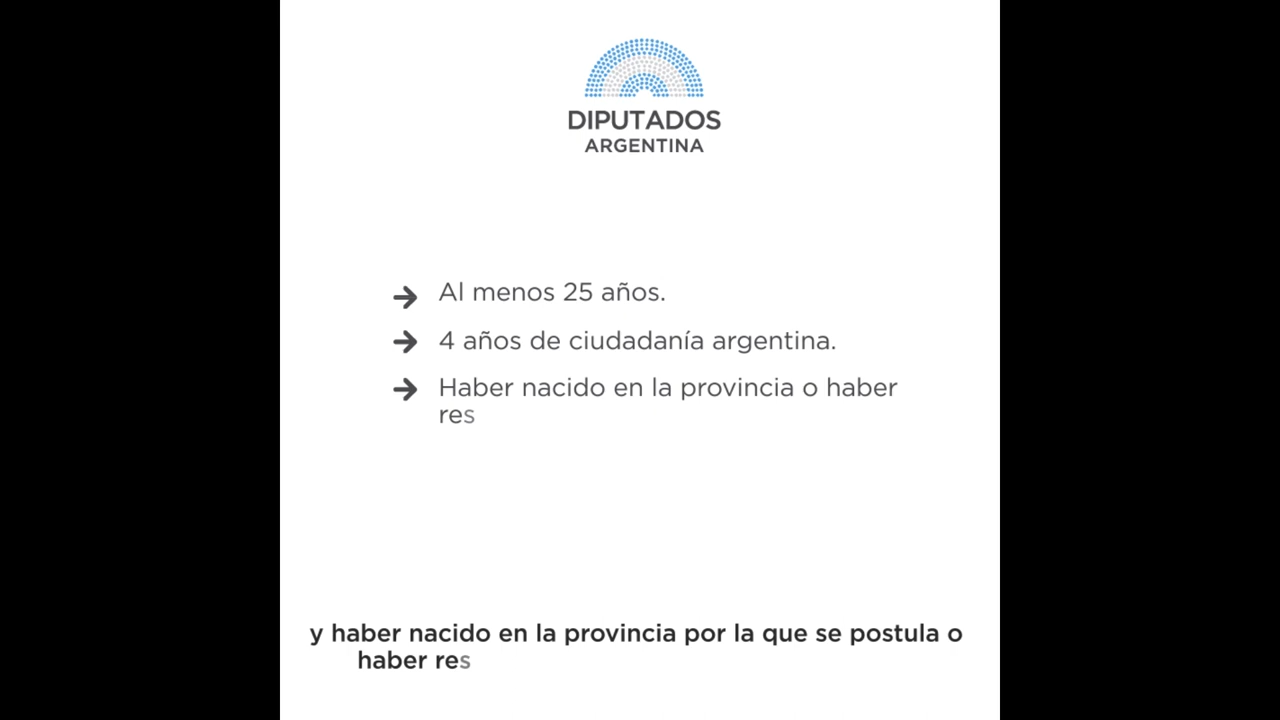 DIPUTADOS
ARGENTINA
Al menos 25 años.
4 años de ciudadanía argentina.
Haber nacido en la provincia o haber
res
y haber nacido en la provincia por la que se postula o
haber res